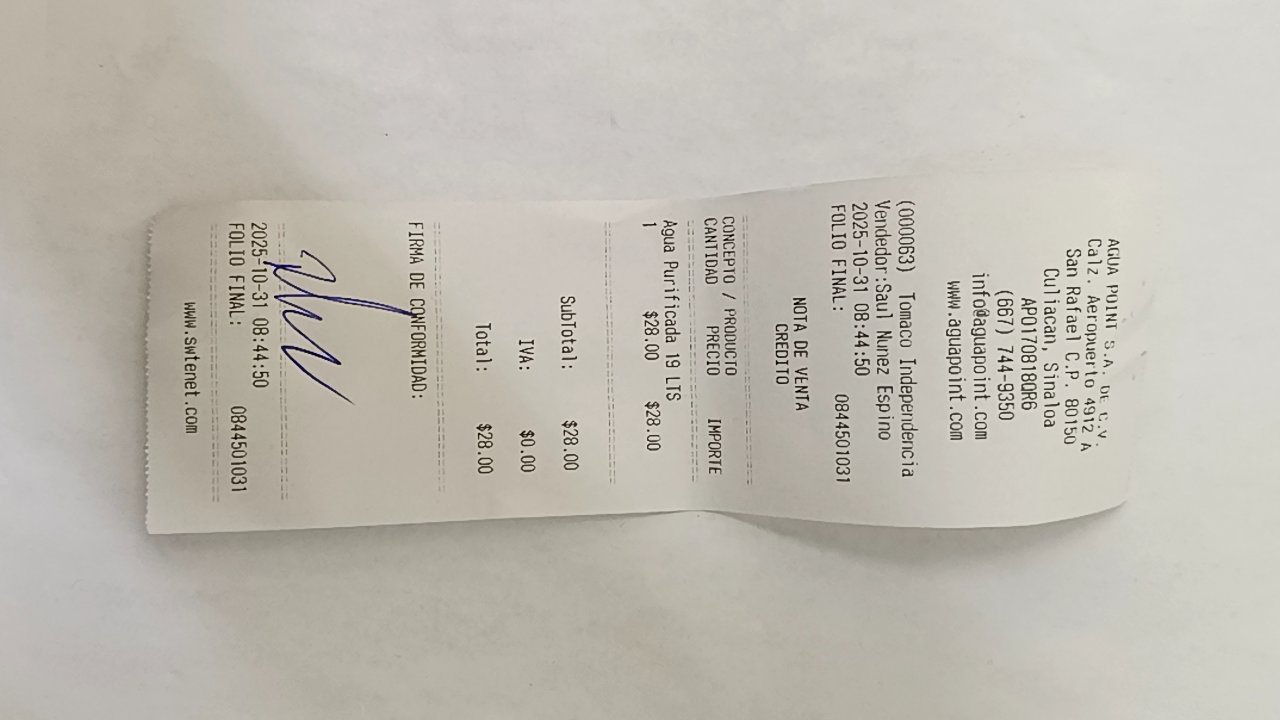 AGUA POINT S.A. DE C.V.
Calz. Aeropuerto 4912 A
San Rafael C.P. 80150
Culiacan, Sinaloa
APO170818QR6
(667) 744-9350
info@aguapoint.com
www.aguapoint.com
(000063) Tomaco Independencia
Vendedor:Saul Nunez Espino
2025-10-31 08:44:50
FOLIO FINAL: 0844501031
NOTA DE VENTA
CREDITO
CONCEPTO / PRODUCTO
CANTIDAD PRECIO IMPORTE
Agua Purificada 19 LTS
1 $28.00 $28.00
SubTotal: $28.00
IVA: $0.00
Total: $28.00
FIRMA DE CONFORMIDAD:
2025-10-31 08:44:50
FOLIO FINAL: 0844501031
www.swtenet.com